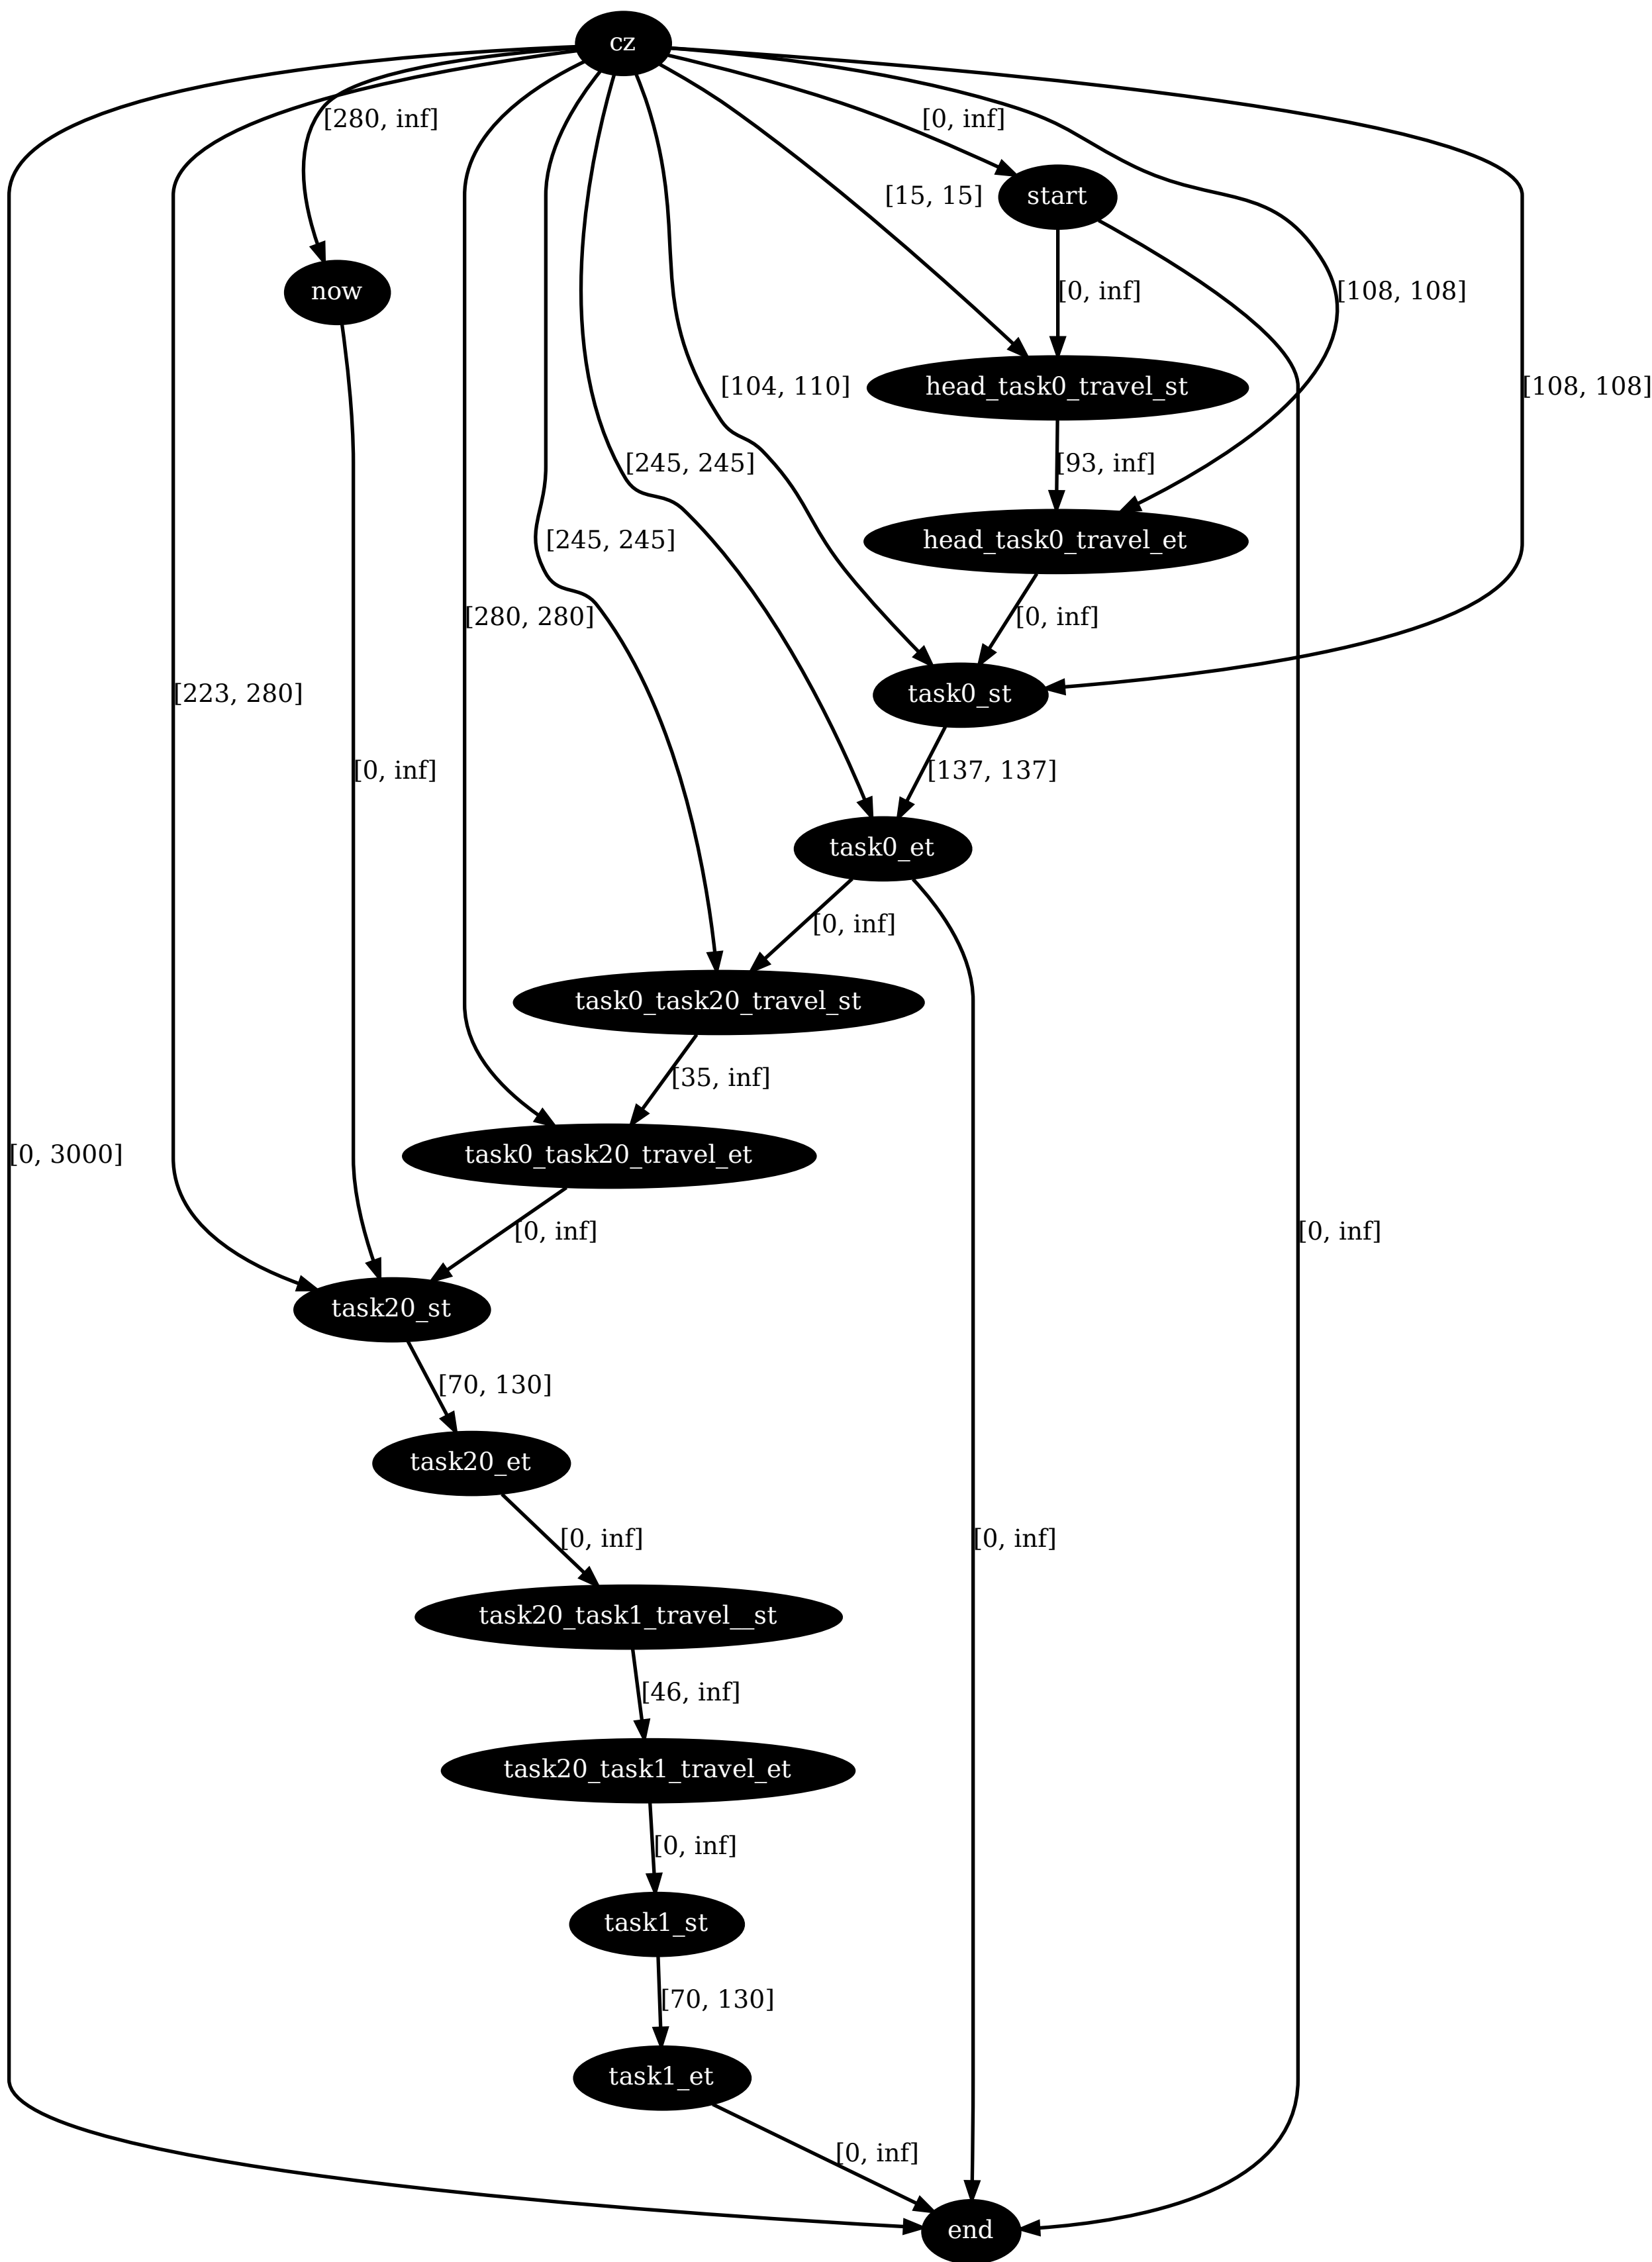 cz
[280, inf]
[0, inf]
[15, 15]
start
now
[0, inf]
[108, 108]
[104, 110]
head_task0_travel_st
[108, 108]
[245, 245]
[93, inf]
[245, 245]
head_task0_travel_et
[280, 280]
[0, inf]
[223, 280]
task0_st
[0, inf]
[137, 137]
task0_et
[0, inf]
task0_task20_travel_st
[35, inf]
[0, 3000]
task0_task20_travel_et
[0, inf]
[0, inf]
task20_st
[70, 130]
task20_et
[0, inf]
[0, inf]
task20_task1_travel__st
[46, inf]
task20_task1_travel_et
[0, inf]
task1_st
[70, 130]
task1_et
[0, inf]
end